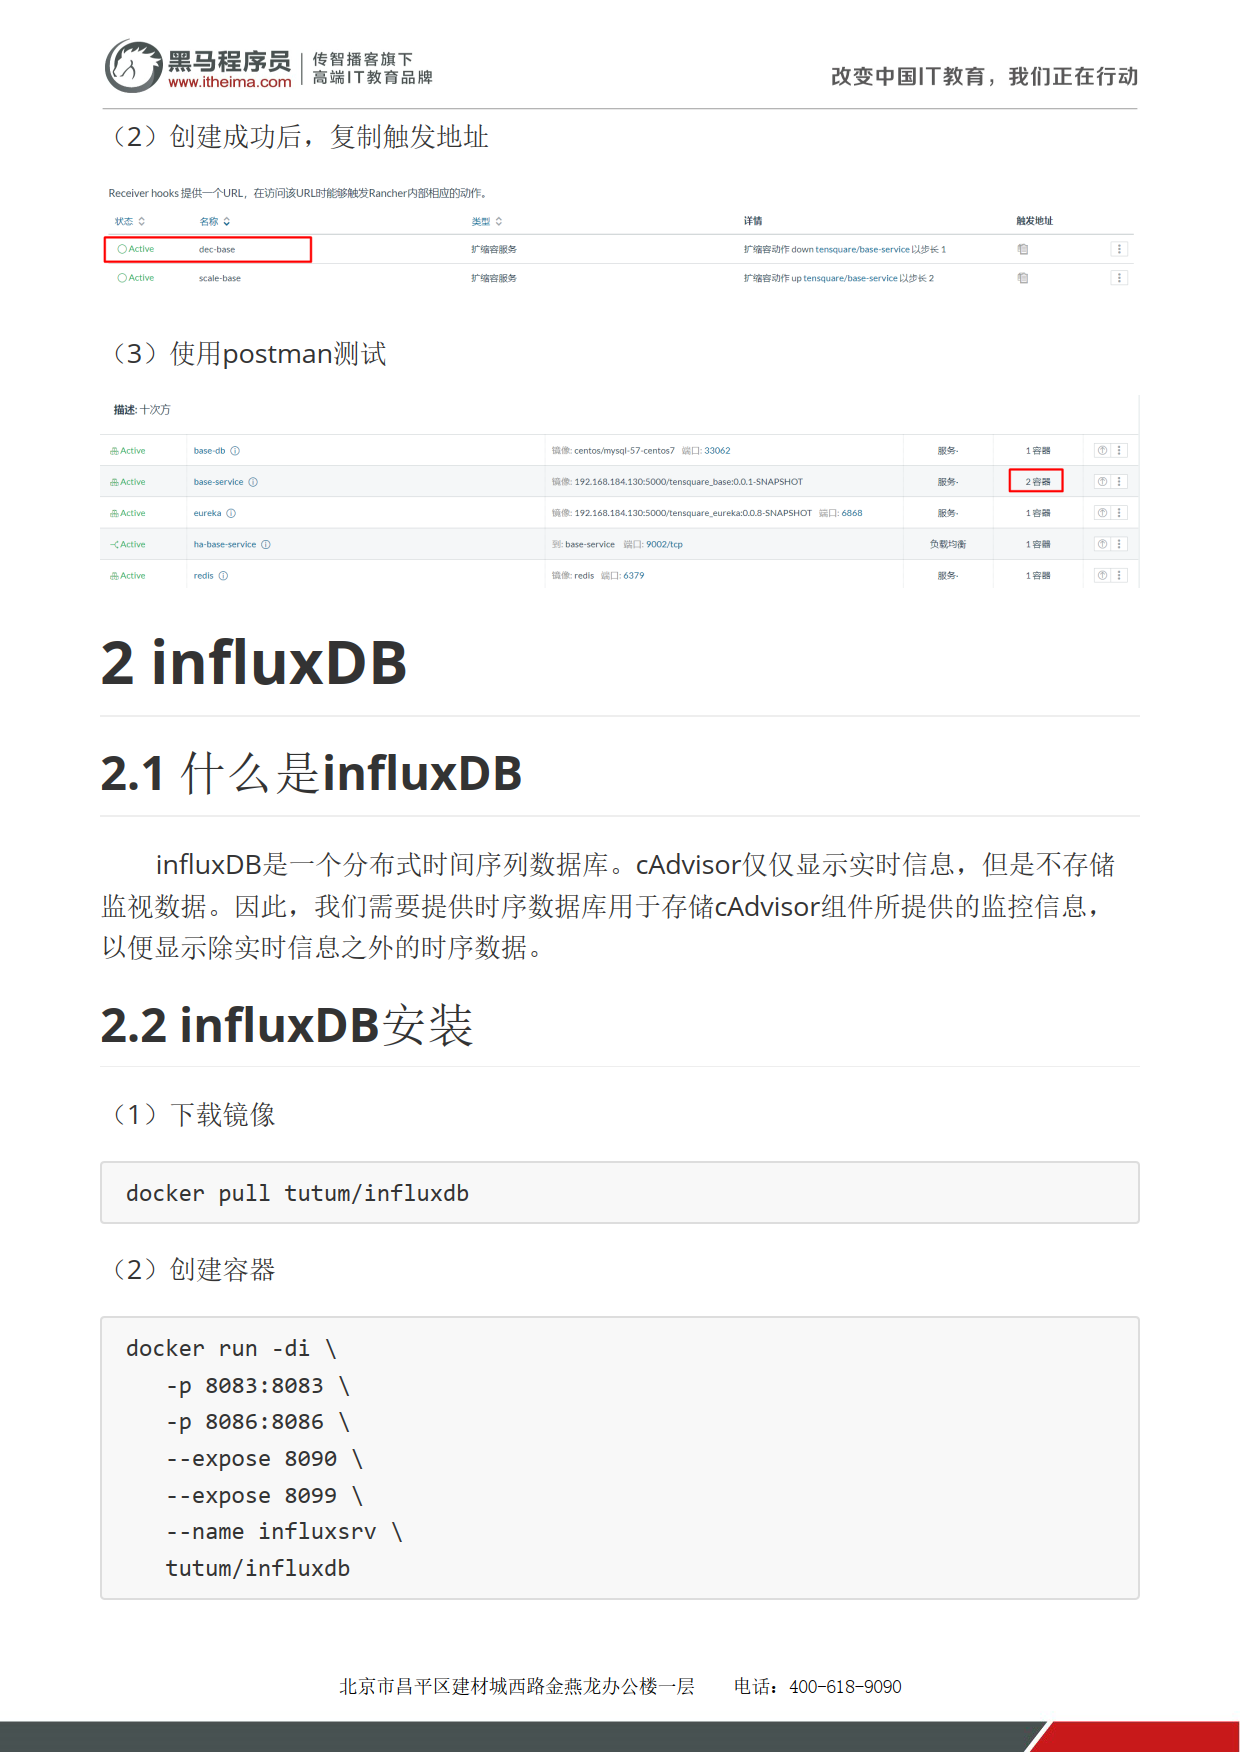 黑马程序员
www.itheima.com
传智播客旗下
高端IT教育品牌
改变中国IT教育，我们正在行动
（2）创建成功后，复制触发地址
Receiver hooks 提供一个URL，在访问该URL时能够触发Rancher内部相应的动作。
状态 名称 类型 详情 触发地址
Active dec-base 扩缩容服务 扩缩容动作 down tensquare/base-service 以步长 1
Active scale-base 扩缩容服务 扩缩容动作 up tensquare/base-service 以步长 2
（3）使用postman测试
描述: 十次方
Active base-db 镜像: centos/mysql-57-centos7 端口: 33062 服务· 1 容器
Active base-service 镜像: 192.168.184.130:5000/tensquare_base:0.0.1-SNAPSHOT 服务· 2 容器
Active eureka 镜像: 192.168.184.130:5000/tensquare_eureka:0.0.8-SNAPSHOT 端口: 6868 服务· 1 容器
Active ha-base-service 到: base-service 端口: 9002/tcp 负载均衡 1 容器
Active redis 镜像: redis 端口: 6379 服务· 1 容器
2 influxDB
2.1 什么是influxDB
influxDB是一个分布式时间序列数据库。cAdvisor仅仅显示实时信息，但是不存储
监视数据。因此，我们需要提供时序数据库用于存储cAdvisor组件所提供的监控信息，
以便显示除实时信息之外的时序数据。
2.2 influxDB安装
（1）下载镜像
docker pull tutum/influxdb
（2）创建容器
docker run -di \
-p 8083:8083 \
-p 8086:8086 \
--expose 8090 \
--expose 8099 \
--name influxsrv \
tutum/influxdb
北京市昌平区建材城西路金燕龙办公楼一层 电话：400-618-9090